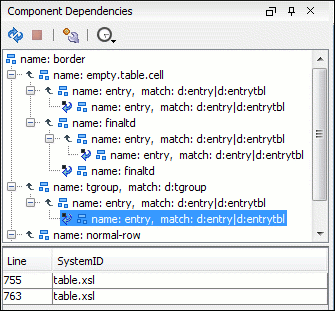 Component Dependencies
name: border
name: empty.table.cell
name: entry, match: d:entry|d:entrytbl
name: entry, match: d:entry|d:entrytbl
name: finaltd
name: entry, match: d:entry|d:entrytbl
name: entry, match: d:entry|d:entrytbl
name: finaltd
name: tgroup, match: d:tgroup
name: entry, match: d:entry|d:entrytbl
name: entry, match: d:entry|d:entrytbl
name: normal-row
Line SystemID
755 table.xsl
763 table.xsl